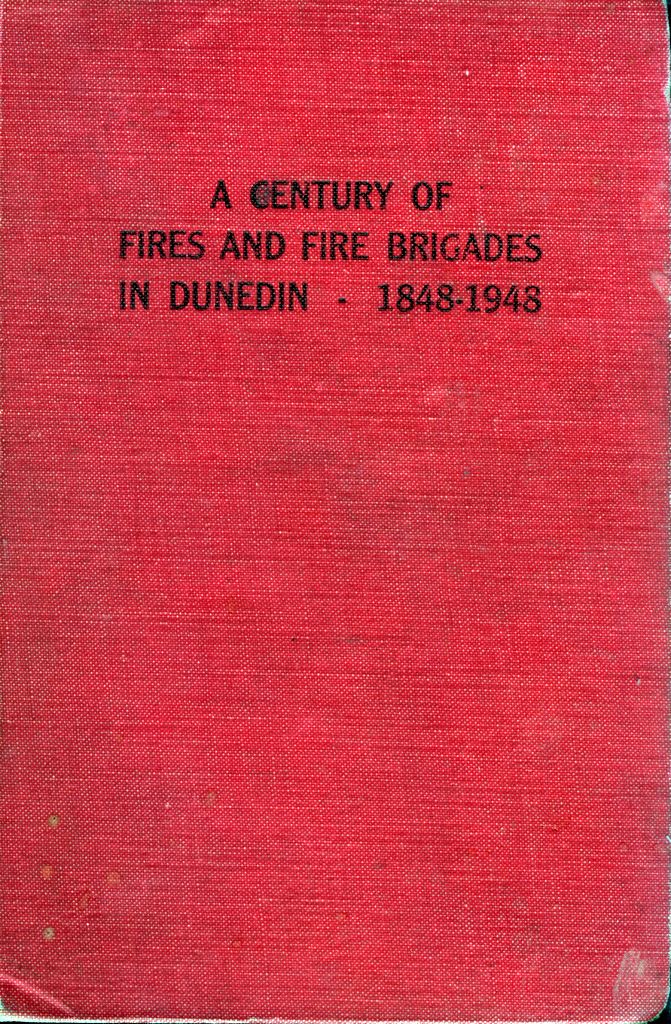 A CENTURY OF
FIRES AND FIRE BRIGADES
IN DUNEDIN - 1848-1948